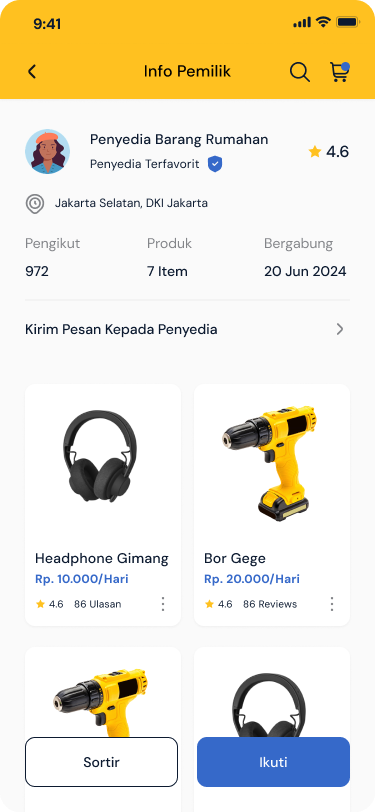 9:41
Info Pemilik
Penyedia Barang Rumahan
4.6
Penyedia Terfavorit
Jakarta Selatan, DKI Jakarta
Pengikut Produk Bergabung
972 7 Item 20 Jun 2024
Kirim Pesan Kepada Penyedia
Headphone Gimang
Rp. 10.000/Hari
4.6 86 Ulasan
Bor Gege
Rp. 20.000/Hari
4.6 86 Reviews
Sortir
Ikuti